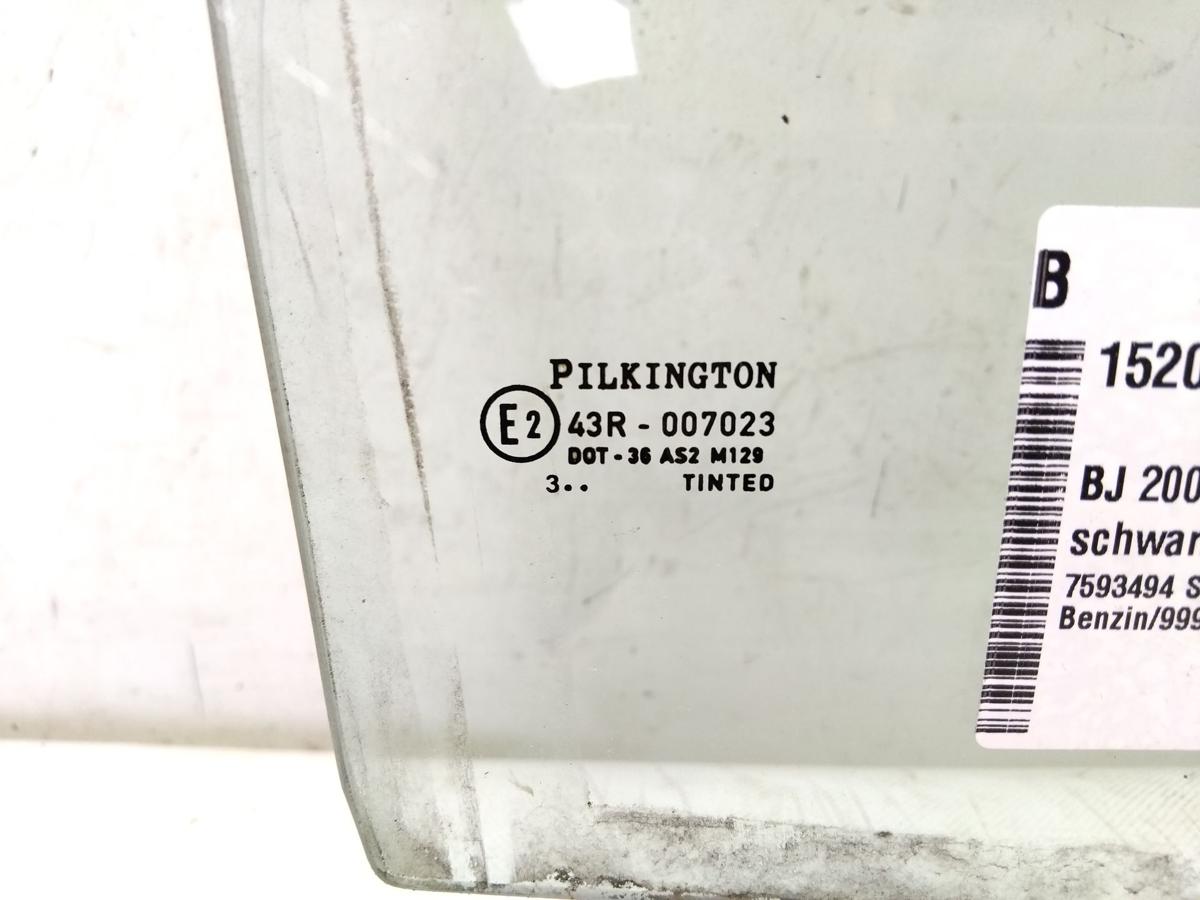 PILKINGTON
E2 43R - 007023
DOT - 36 AS2 M129
3.. TINTED
B
1520
BJ 200
schwar
7593494 S
Benzin/999